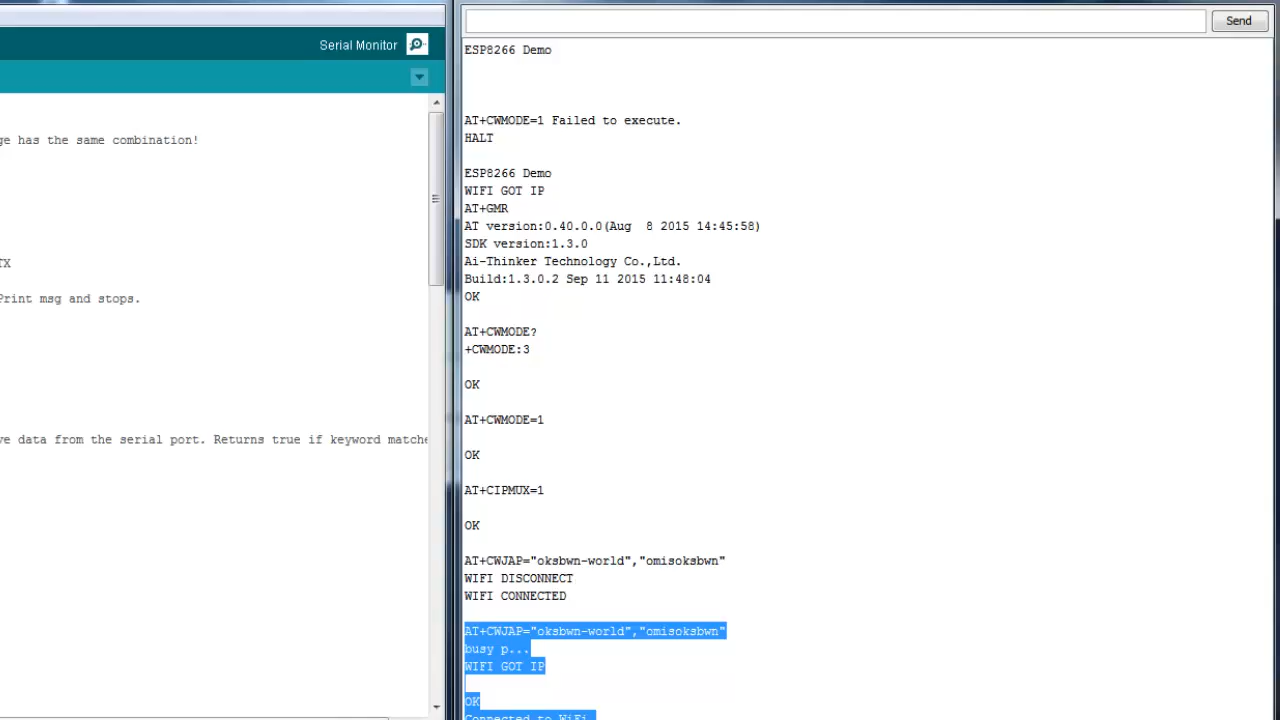 Serial Monitor
ge has the same combination!
TX
Print msg and stops.
ve data from the serial port. Returns true if keyword matche
Send
ESP8266 Demo
AT+CWMODE=1 Failed to execute.
HALT
ESP8266 Demo
WIFI GOT IP
AT+GMR
AT version:0.40.0.0(Aug  8 2015 14:45:58)
SDK version:1.3.0
Ai-Thinker Technology Co.,Ltd.
Build:1.3.0.2 Sep 11 2015 11:48:04
OK
AT+CWMODE?
+CWMODE:3
OK
AT+CWMODE=1
OK
AT+CIPMUX=1
OK
AT+CWJAP="oksbwn-world","omisoksbwn"
WIFI DISCONNECT
WIFI CONNECTED
AT+CWJAP="oksbwn-world","omisoksbwn"
busy p...
WIFI GOT IP
OK
Connected to WiFi.